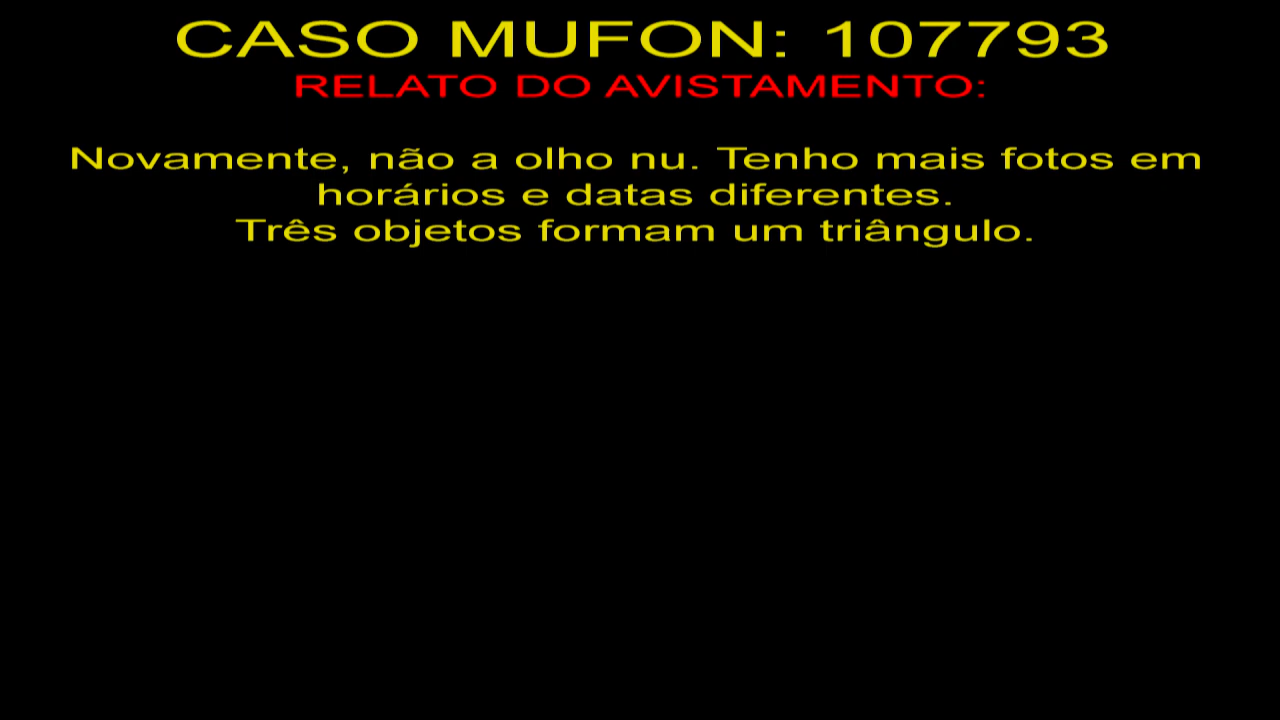 CASO MUFON: 107793
RELATO DO AVISTAMENTO:
Novamente, não a olho nu. Tenho mais fotos em
horários e datas diferentes.
Três objetos formam um triângulo.